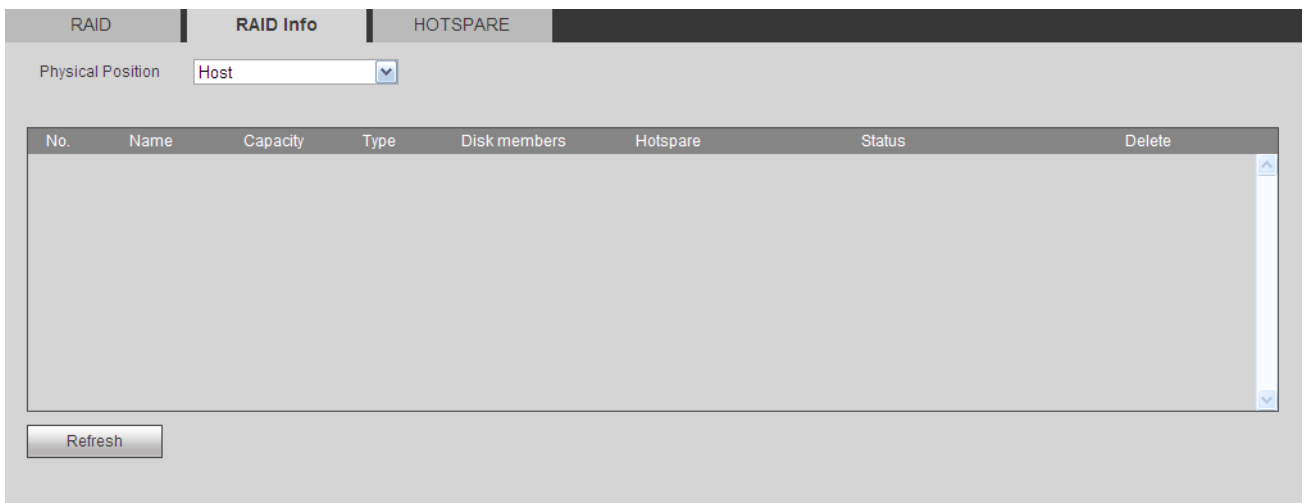 RAID RAID Info HOTSPARE
Physical Position Host
No. Name Capacity Type Disk members Hotspare Status Delete
Refresh